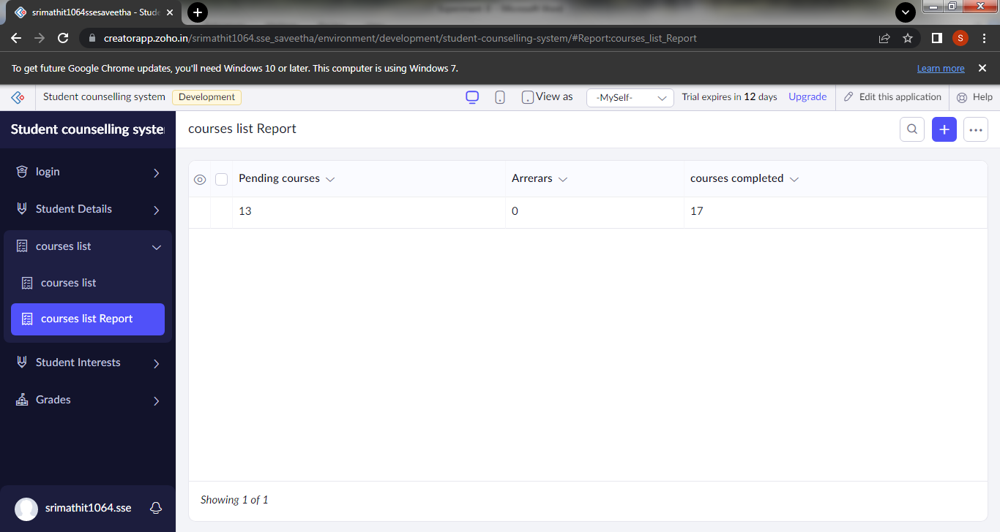 srimathit1064ssesaveetha - Stude
creatorapp.zoho.in/srimathit1064.sse_saveetha/environment/development/student-counselling-system/#Report:courses_list_Report
S
To get future Google Chrome updates, you'll need Windows 10 or later. This computer is using Windows 7.
Learn more
Student counselling system
Development
View as
-MySelf-
Trial expires in 12 days
Upgrade
Edit this application
Help
Student counselling syste
courses list Report
login
Student Details
courses list
courses list
courses list Report
Student Interests
Grades
Pending courses
Arrerars
courses completed
13
0
17
Showing 1 of 1
srimathit1064.sse